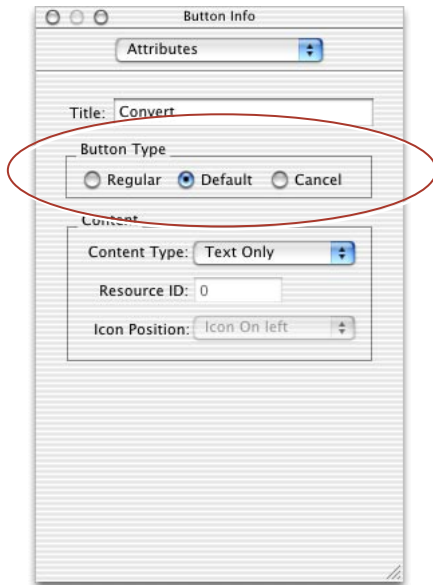 Button Info
Attributes
Title: Convert
Button Type
Regular Default Cancel
Content
Content Type: Text Only
Resource ID: 0
Icon Position: Icon On left